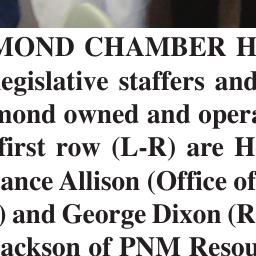 MOND CHAMBER H
egislative staffers and
mond owned and opera
first row (L-R) are H
ance Allison (Office of
) and George Dixon (R
ackson of PNM Resou